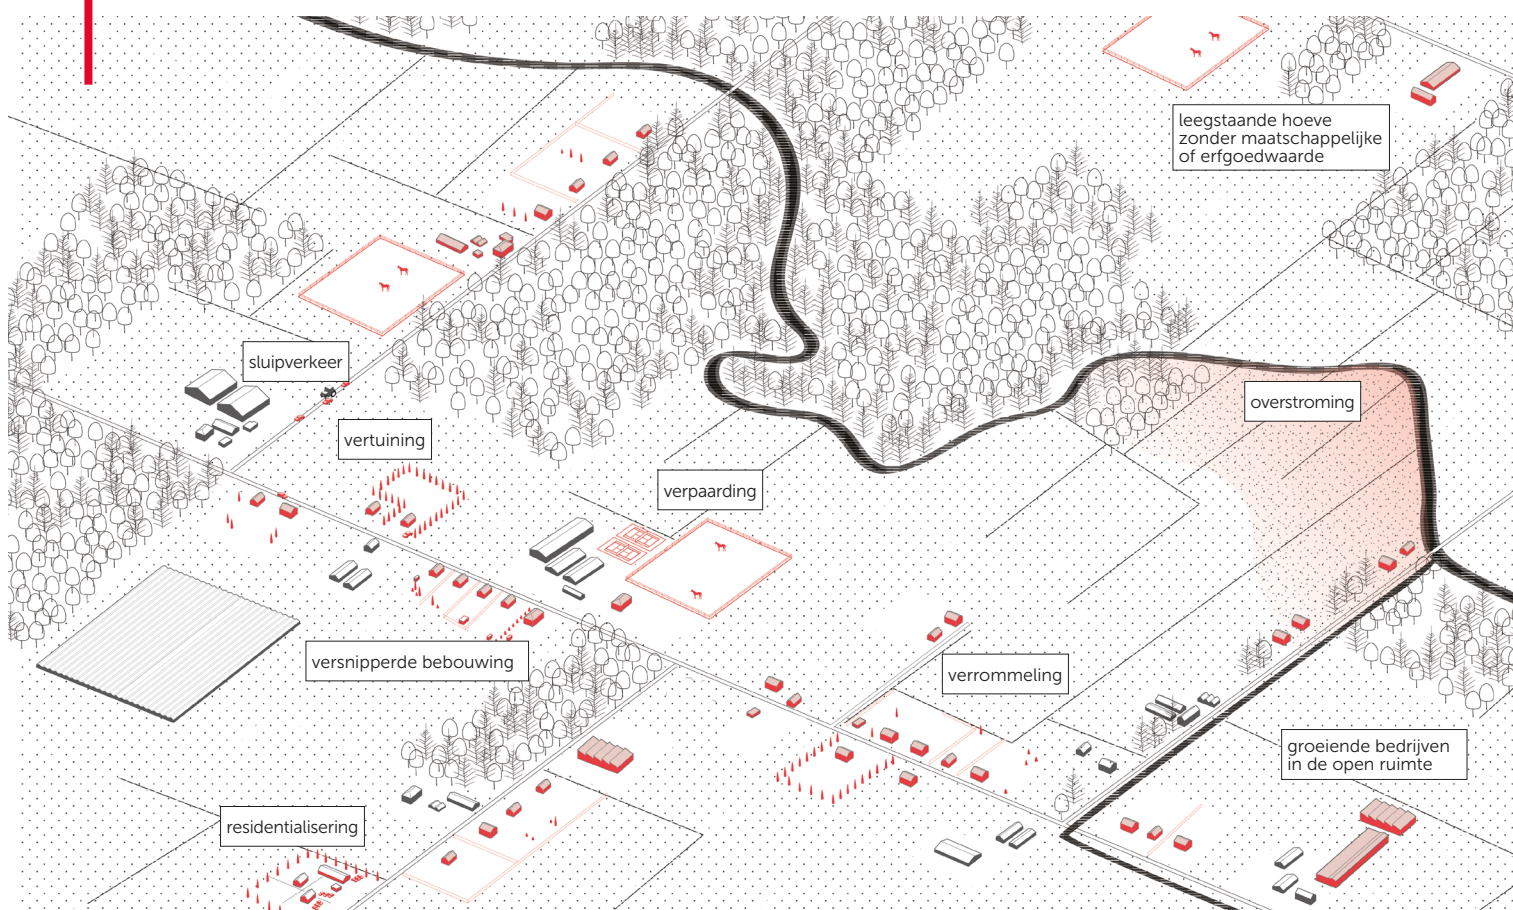 leegstaande hoeve
zonder maatschappelijke
of erfgoedwaarde
sluipverkeer
overstroming
vertuining
verpaarding
versnipperde bebouwing
verrommeling
groeiende bedrijven
in de open ruimte
residentialisering